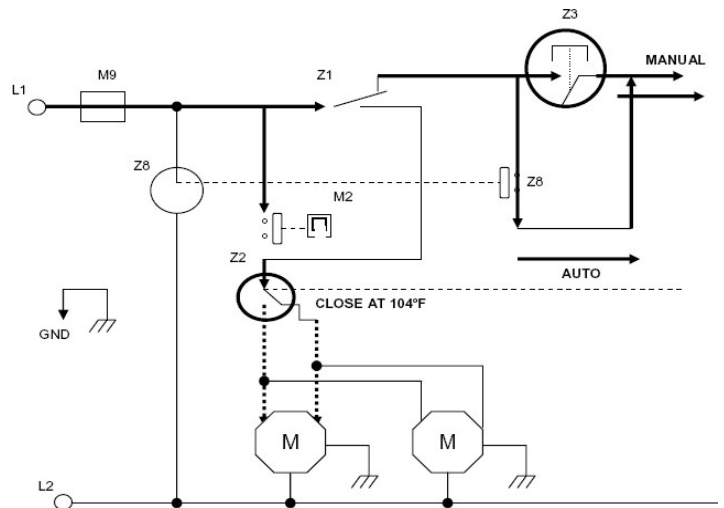 Z3
MANUAL
M9
Z1
L1
Z8
Z8
M2
Z2
AUTO
CLOSE AT 104ºF
GND
M
M
L2